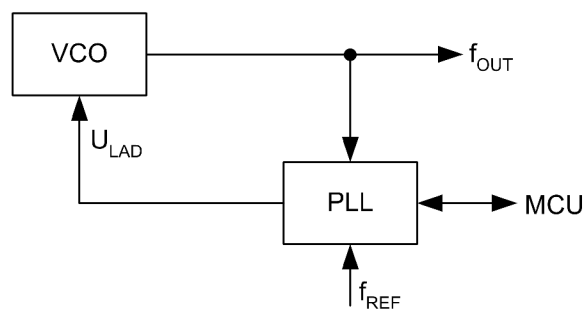 VCO
f_OUT
U_LAD
PLL
MCU
f_REF